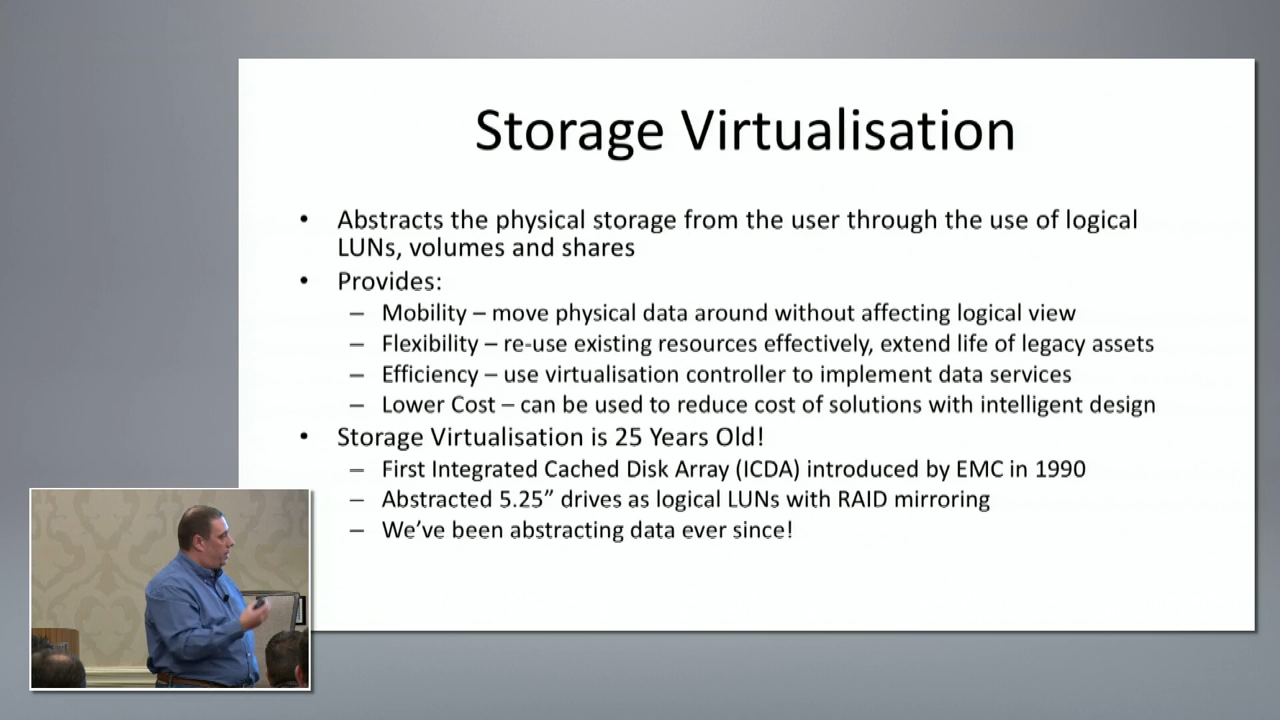 Storage Virtualisation
• Abstracts the physical storage from the user through the use of logical
LUNs, volumes and shares
• Provides:
– Mobility – move physical data around without affecting logical view
– Flexibility – re-use existing resources effectively, extend life of legacy assets
– Efficiency – use virtualisation controller to implement data services
– Lower Cost – can be used to reduce cost of solutions with intelligent design
• Storage Virtualisation is 25 Years Old!
– First Integrated Cached Disk Array (ICDA) introduced by EMC in 1990
– Abstracted 5.25” drives as logical LUNs with RAID mirroring
– We’ve been abstracting data ever since!